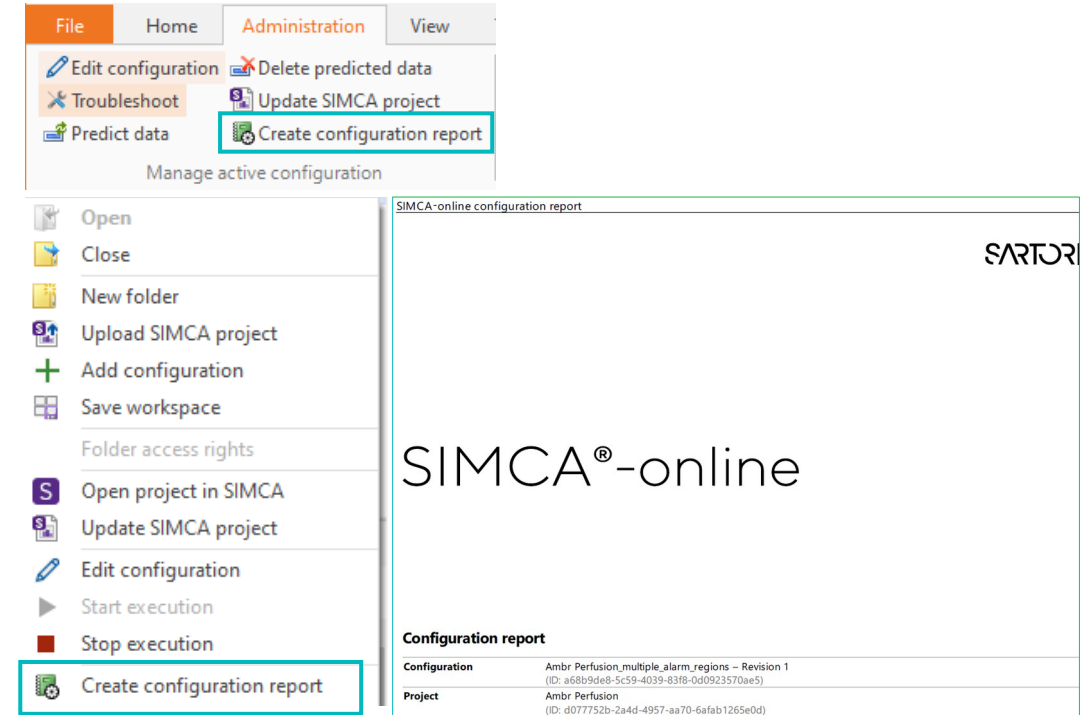 File Home Administration View
Edit configuration Delete predicted data
Troubleshoot Update SIMCA project
Predict data Create configuration report
Manage active configuration
Open
Close
New folder
Upload SIMCA project
Add configuration
Save workspace
Folder access rights
Open project in SIMCA
Update SIMCA project
Edit configuration
Start execution
Stop execution
Create configuration report
SIMCA-online configuration report
SARTORI
SIMCA®-online
Configuration report
Configuration Ambr Perfusion_multiple_alarm_regions – Revision 1
(ID: a68b9de8-5c59-4039-83f8-0d0923570ae5)
Project Ambr Perfusion
(ID: d077752b-2a4d-4957-aa70-6afab1265e0d)